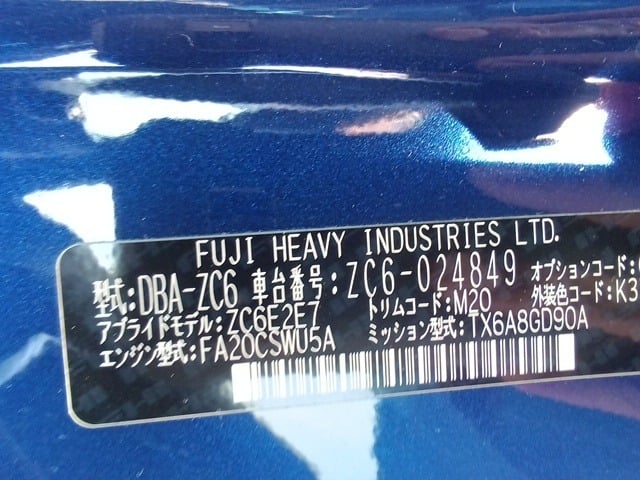 FUJI HEAVY INDUSTRIES LTD.
型式:DBA-ZC6 車台番号:ZC6-024849 オプションコード:
アプライドモデル:ZC6E2E7 トリムコード:M20 外装色コード:K3
エンジン型式:FA20CSWU5A ミッション型式:TX6A8GD90A